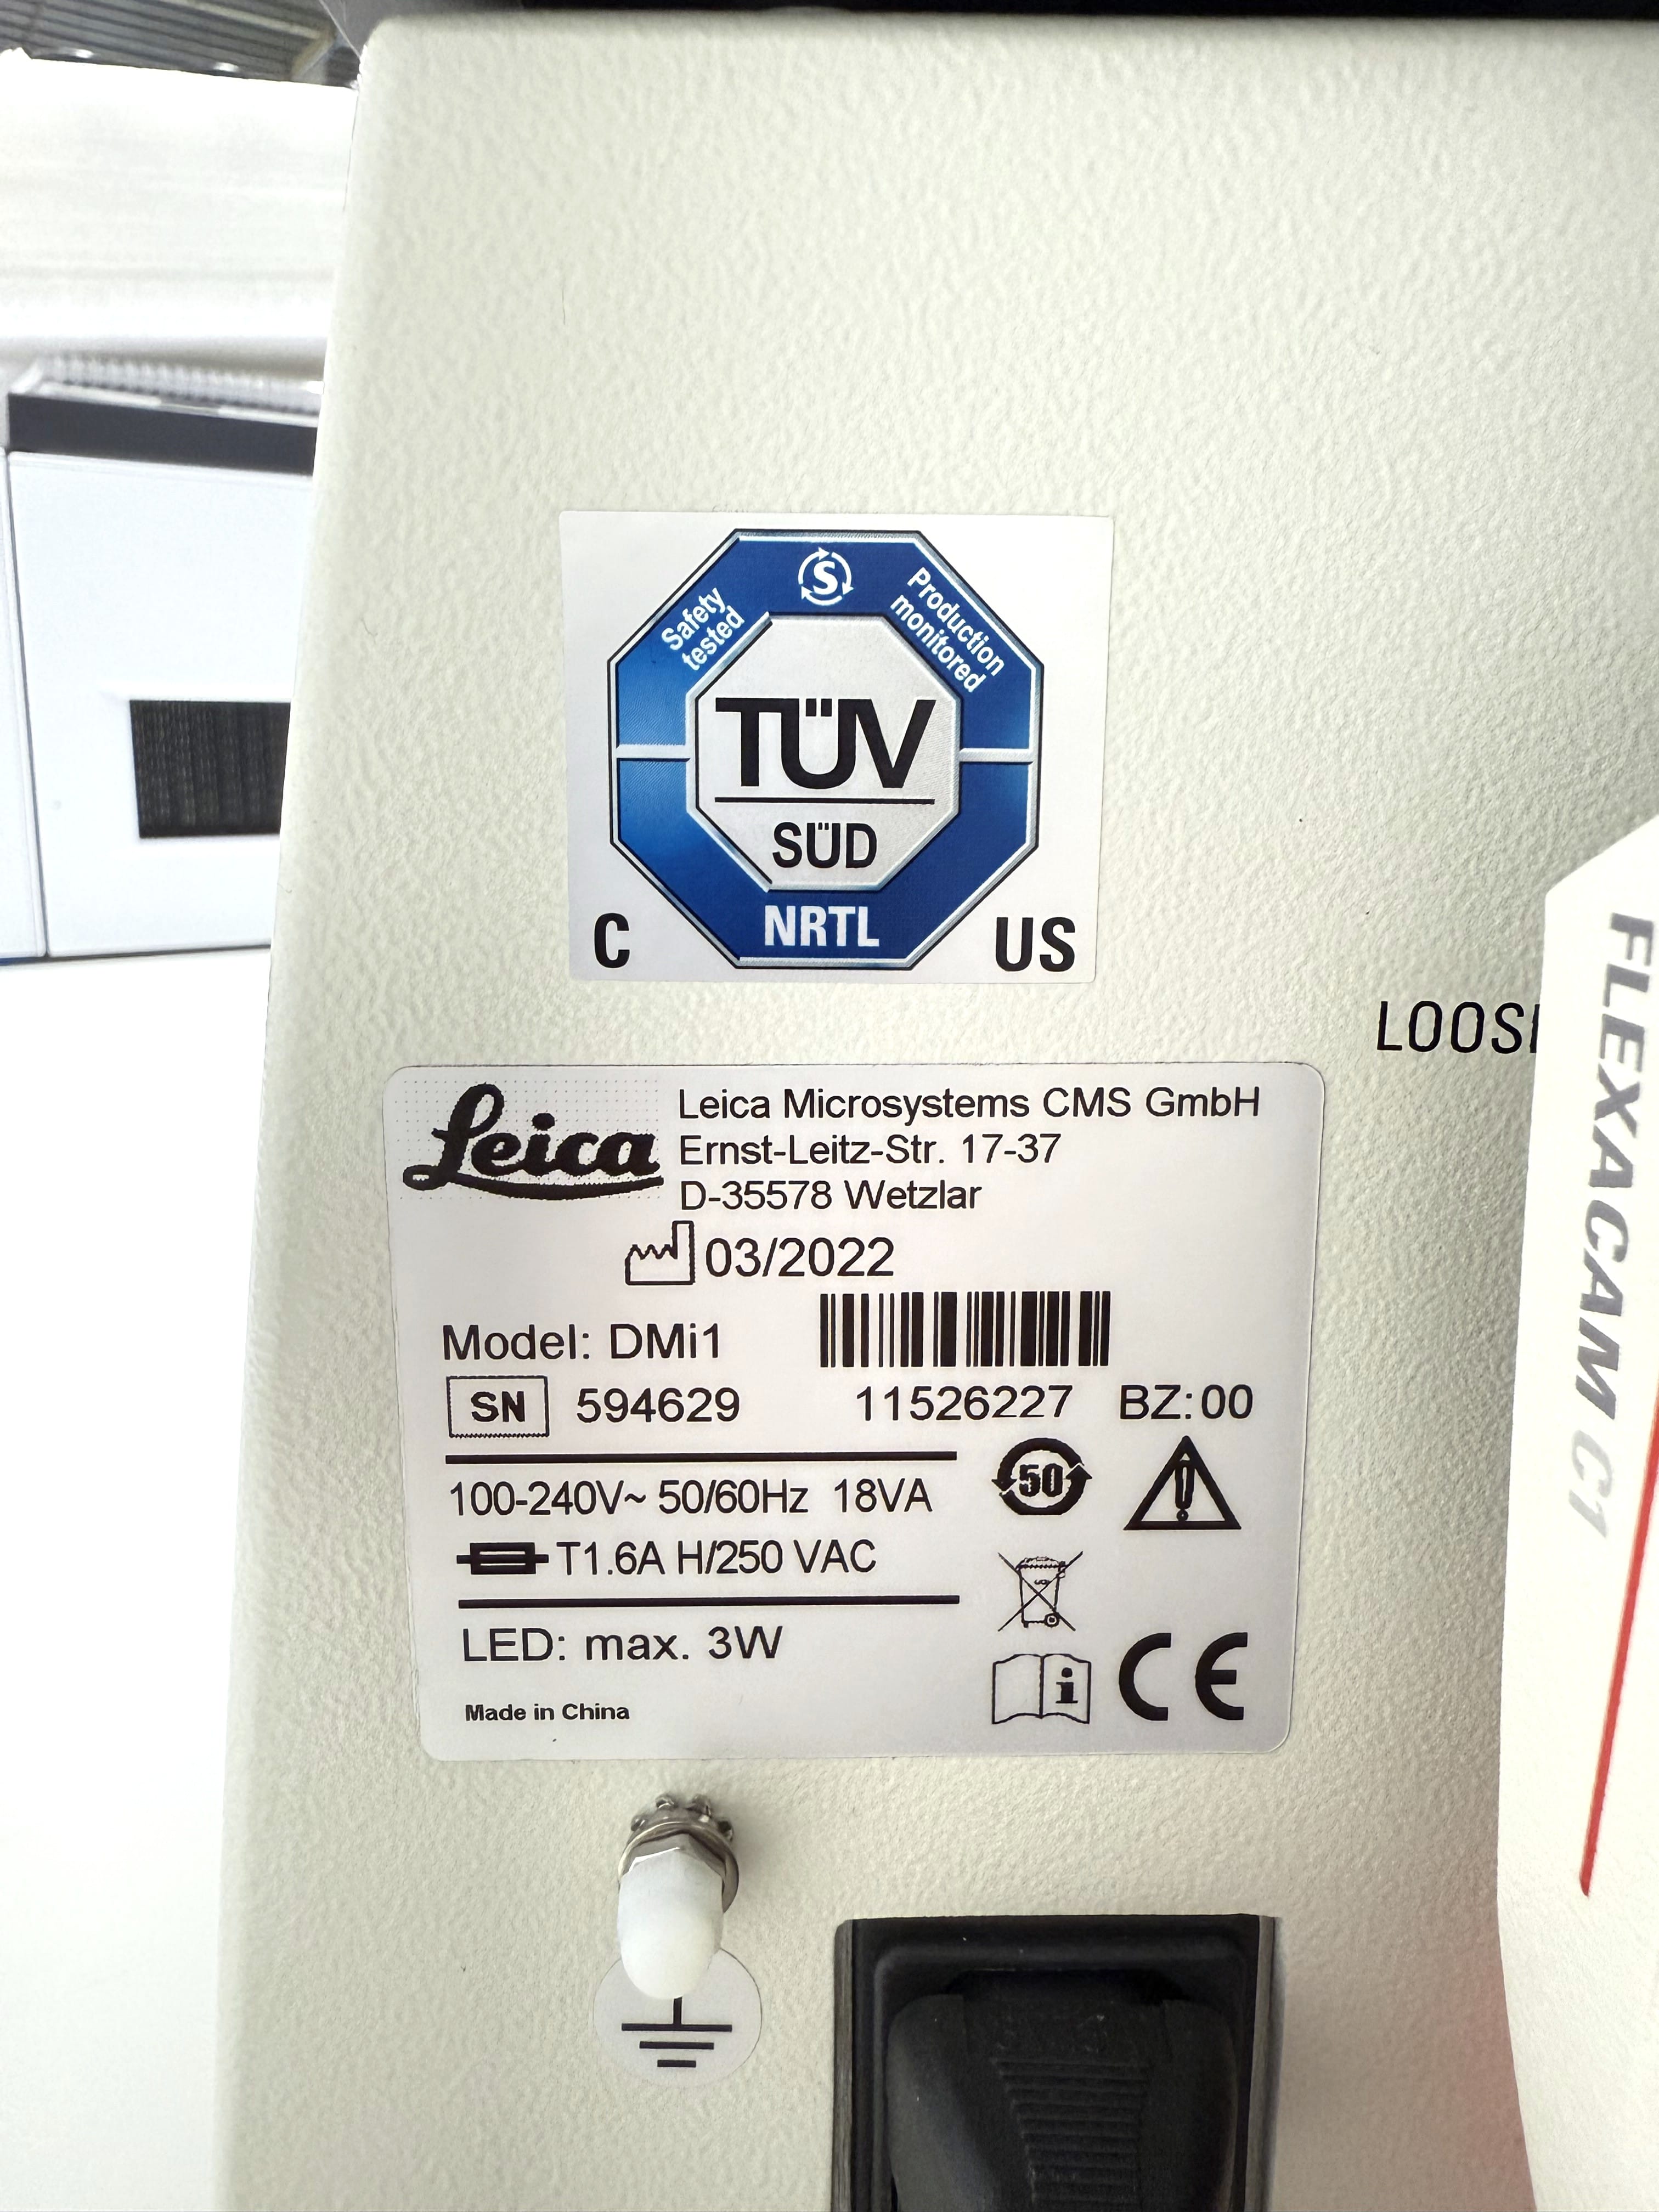 Safety
tested
S
Production
monitored
TÜV
SÜD
NRTL
C
US
LOOS
FLEXACAM C1
Leica
Leica Microsystems CMS GmbH
Ernst-Leitz-Str. 17-37
D-35578 Wetzlar
03/2022
Model: DMi1
SN 594629
11526227 BZ:00
100-240V~ 50/60Hz 18VA
50
T1.6A H/250 VAC
LED: max. 3W
i
CE
Made in China